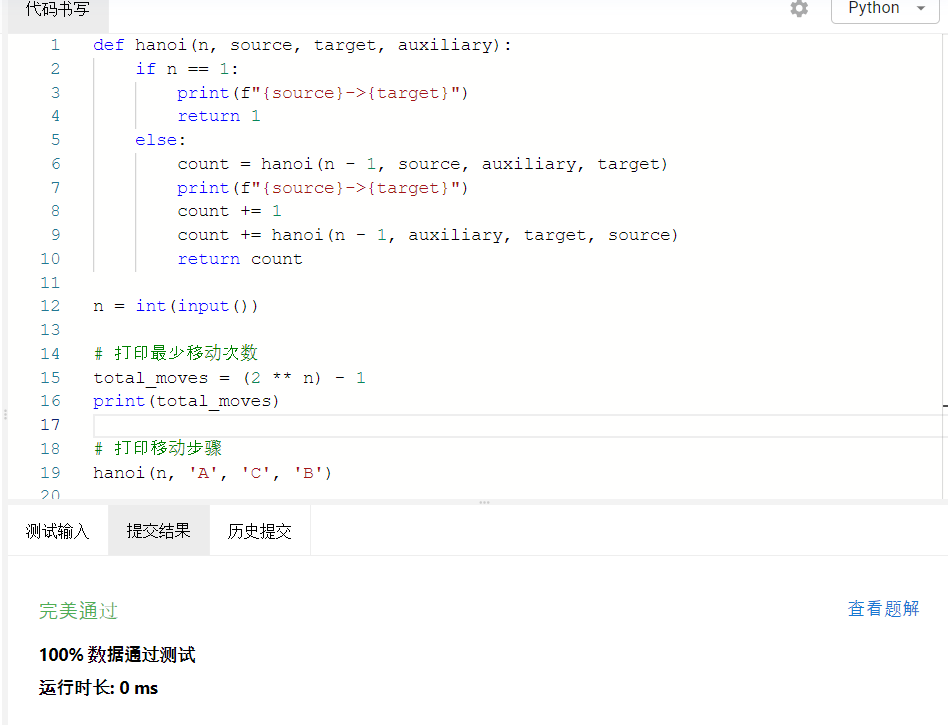 代码书写
Python
1 def hanoi(n, source, target, auxiliary):
2     if n == 1:
3         print(f"{source}->{target}")
4         return 1
5     else:
6         count = hanoi(n - 1, source, auxiliary, target)
7         print(f"{source}->{target}")
8         count += 1
9         count += hanoi(n - 1, auxiliary, target, source)
10         return count
11
12 n = int(input())
13
14 # 打印最少移动次数
15 total_moves = (2 ** n) - 1
16 print(total_moves)
17
18 # 打印移动步骤
19 hanoi(n, 'A', 'C', 'B')
20
测试输入 提交结果 历史提交
完美通过 查看题解
100% 数据通过测试
运行时长: 0 ms